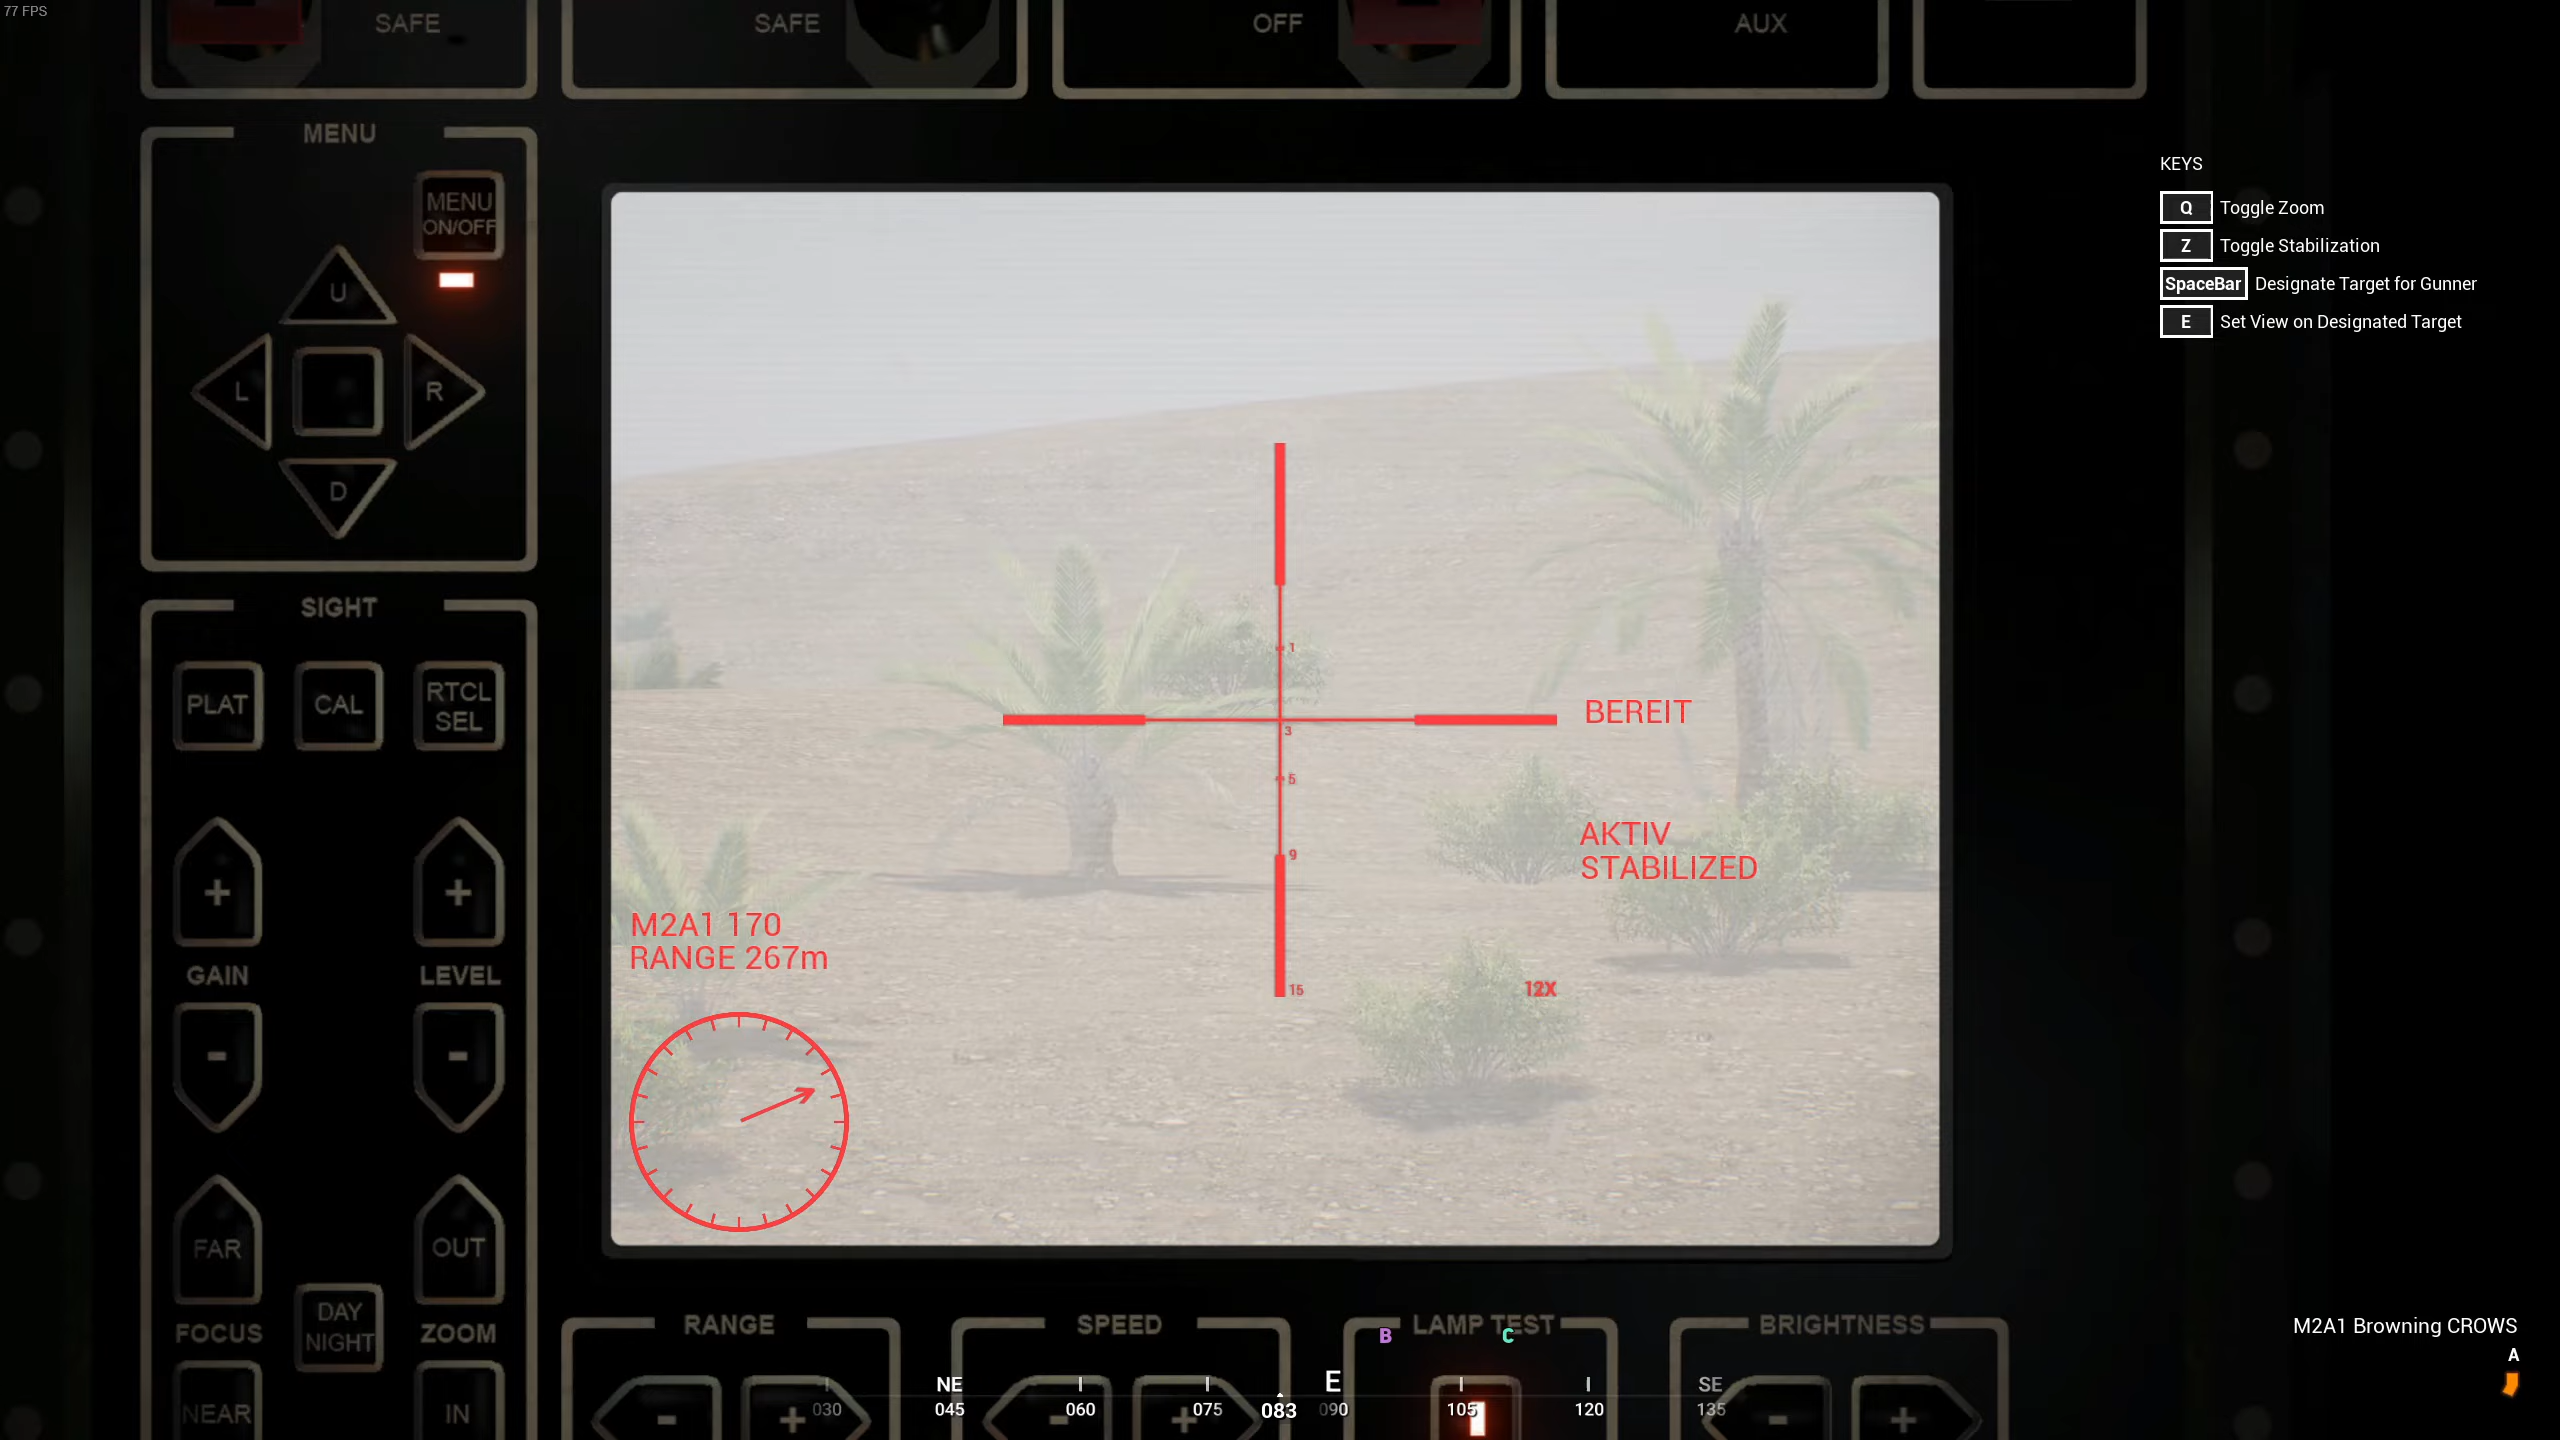 77 FPS
SAFE
SAFE
OFF
AUX
MENU
MENU
ON/OFF
U
L
R
D
KEYS
Q Toggle Zoom
Z Toggle Stabilization
SpaceBar Designate Target for Gunner
E Set View on Designated Target
SIGHT
PLAT
CAL
RTCL
SEL
1
3
5
9
15
BEREIT
AKTIV
STABILIZED
M2A1 170
RANGE 267m
12X
+
+
GAIN
LEVEL
-
-
FAR
OUT
DAY
NIGHT
FOCUS
ZOOM
NEAR
IN
RANGE
SPEED
LAMP TEST
BRIGHTNESS
B
C
-
+
-
+
-
+
NE
E
SE
030
045
060
075
083
090
105
120
135
M2A1 Browning CROWS
A